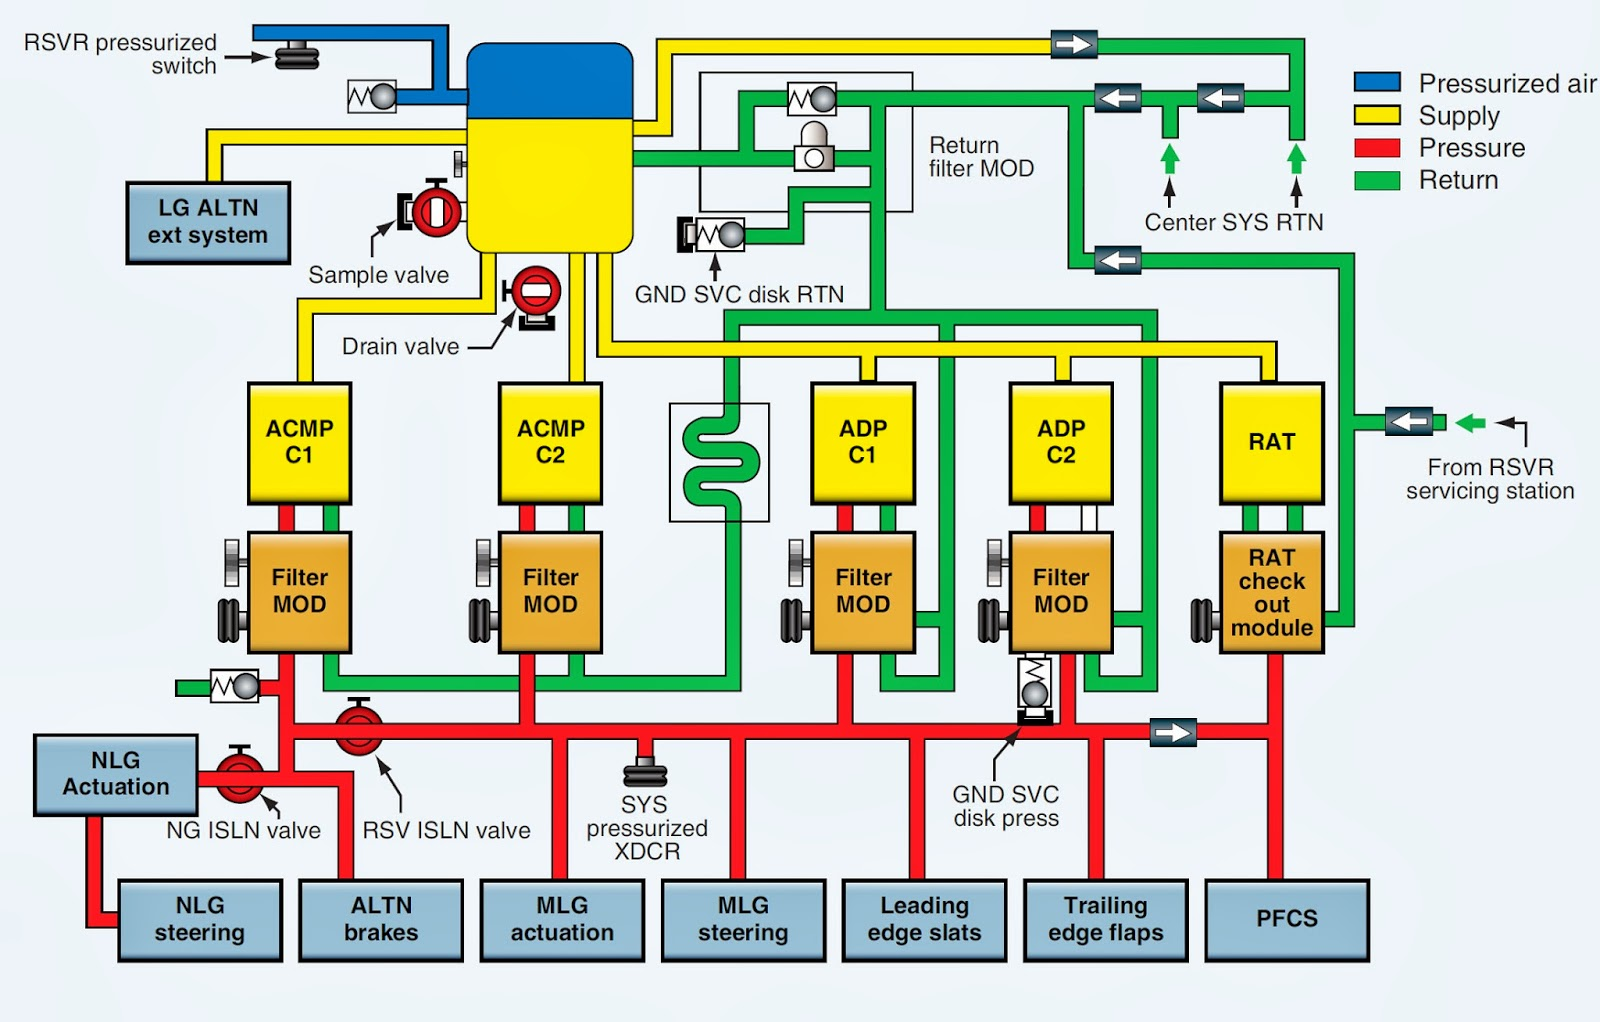 RSVR pressurized
switch
Pressurized air
Supply
Pressure
Return
Return
filter MOD
LG ALTN
ext system
Center SYS RTN
Sample valve
GND SVC disk RTN
Drain valve
ACMP
C1
ACMP
C2
ADP
C1
ADP
C2
RAT
From RSVR
servicing station
Filter
MOD
Filter
MOD
Filter
MOD
Filter
MOD
RAT
check
out
module
NLG
Actuation
NG ISLN valve
RSV ISLN valve
SYS
pressurized
XDCR
GND SVC
disk press
NLG
steering
ALTN
brakes
MLG
actuation
MLG
steering
Leading
edge slats
Trailing
edge flaps
PFCS